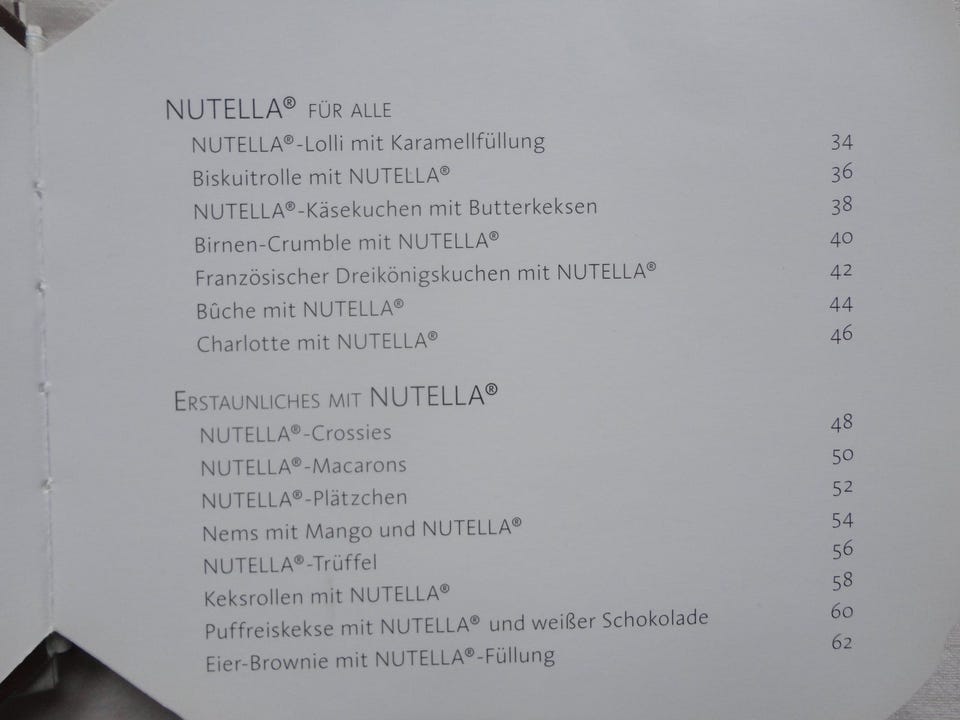 NUTELLA® FÜR ALLE
NUTELLA®-Lolli mit Karamellfüllung 34
Biskuitrolle mit NUTELLA® 36
NUTELLA®-Käsekuchen mit Butterkeksen 38
Birnen-Crumble mit NUTELLA® 40
Französischer Dreikönigskuchen mit NUTELLA® 42
Bûche mit NUTELLA® 44
Charlotte mit NUTELLA® 46
ERSTAUNLICHES MIT NUTELLA®
NUTELLA®-Crossies 48
NUTELLA®-Macarons 50
NUTELLA®-Plätzchen 52
Nems mit Mango und NUTELLA® 54
NUTELLA®-Trüffel 56
Keksrollen mit NUTELLA® 58
Puffreiskekse mit NUTELLA® und weißer Schokolade 60
Eier-Brownie mit NUTELLA®-Füllung 62